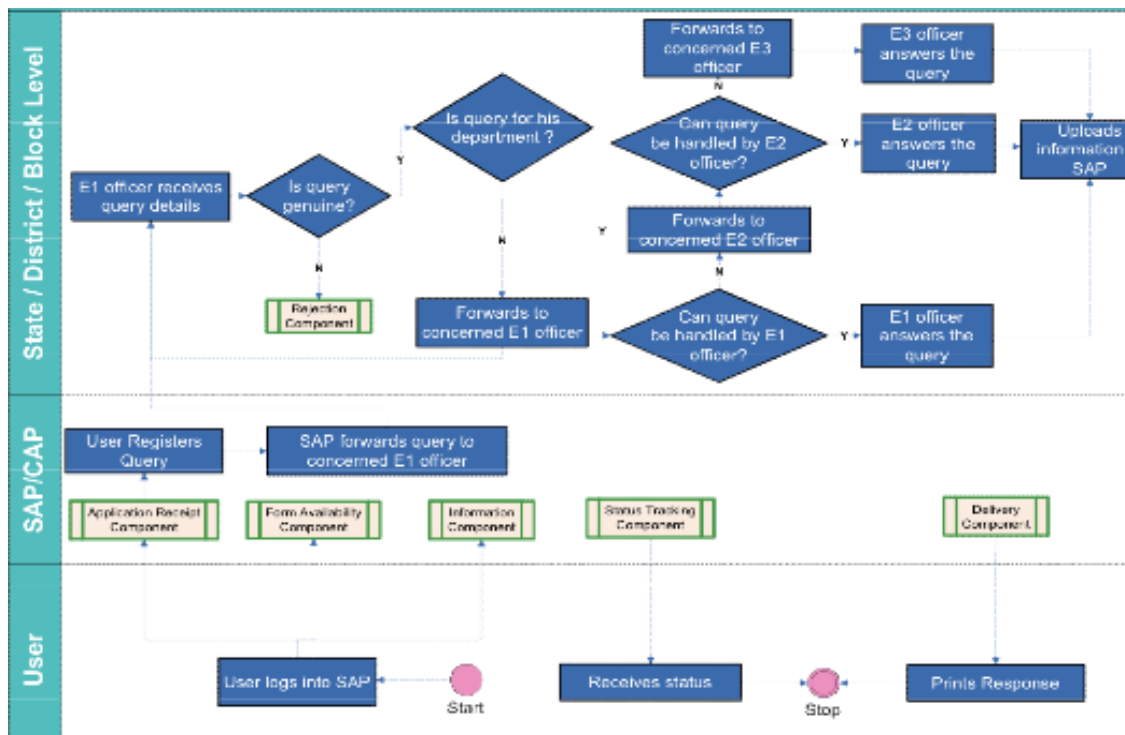 State / District / Block Level
Forwards to
concerned E3
officer
E3 officer
answers the
query
Is query for his
department ?
Can query
be handled by E2
officer?
E2 officer
answers the
query
Uploads
information
SAP
E1 officer receives
query details
Is query
genuine?
Forwards to
concerned E2 officer
Rejection
Component
Forwards to
concerned E1 officer
Can query
be handled by E1
officer?
E1 officer
answers the
query
Y
N
N
Y
Y
N
N
Y
SAP/CAP
User Registers
Query
SAP forwards query to
concerned E1 officer
Application Receipt
Component
Form Availability
Component
Information
Component
Status Tracking
Component
Delivery
Component
User
User logs into SAP
Start
Receives status
Stop
Prints Response